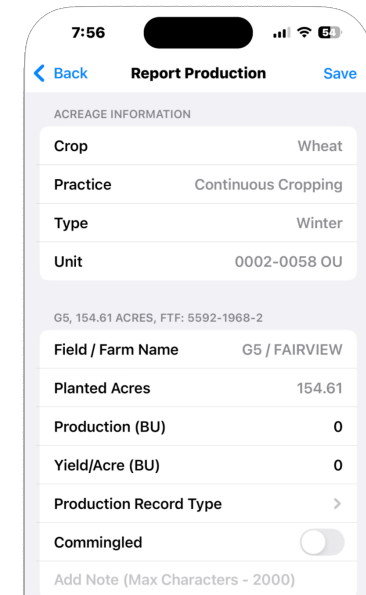 7:56
54
Back Report Production Save
ACREAGE INFORMATION
Crop Wheat
Practice Continuous Cropping
Type Winter
Unit 0002-0058 OU
G5, 154.61 ACRES, FTF: 5592-1968-2
Field / Farm Name G5 / FAIRVIEW
Planted Acres 154.61
Production (BU) 0
Yield/Acre (BU) 0
Production Record Type
Commingled
Add Note (Max Characters - 2000)